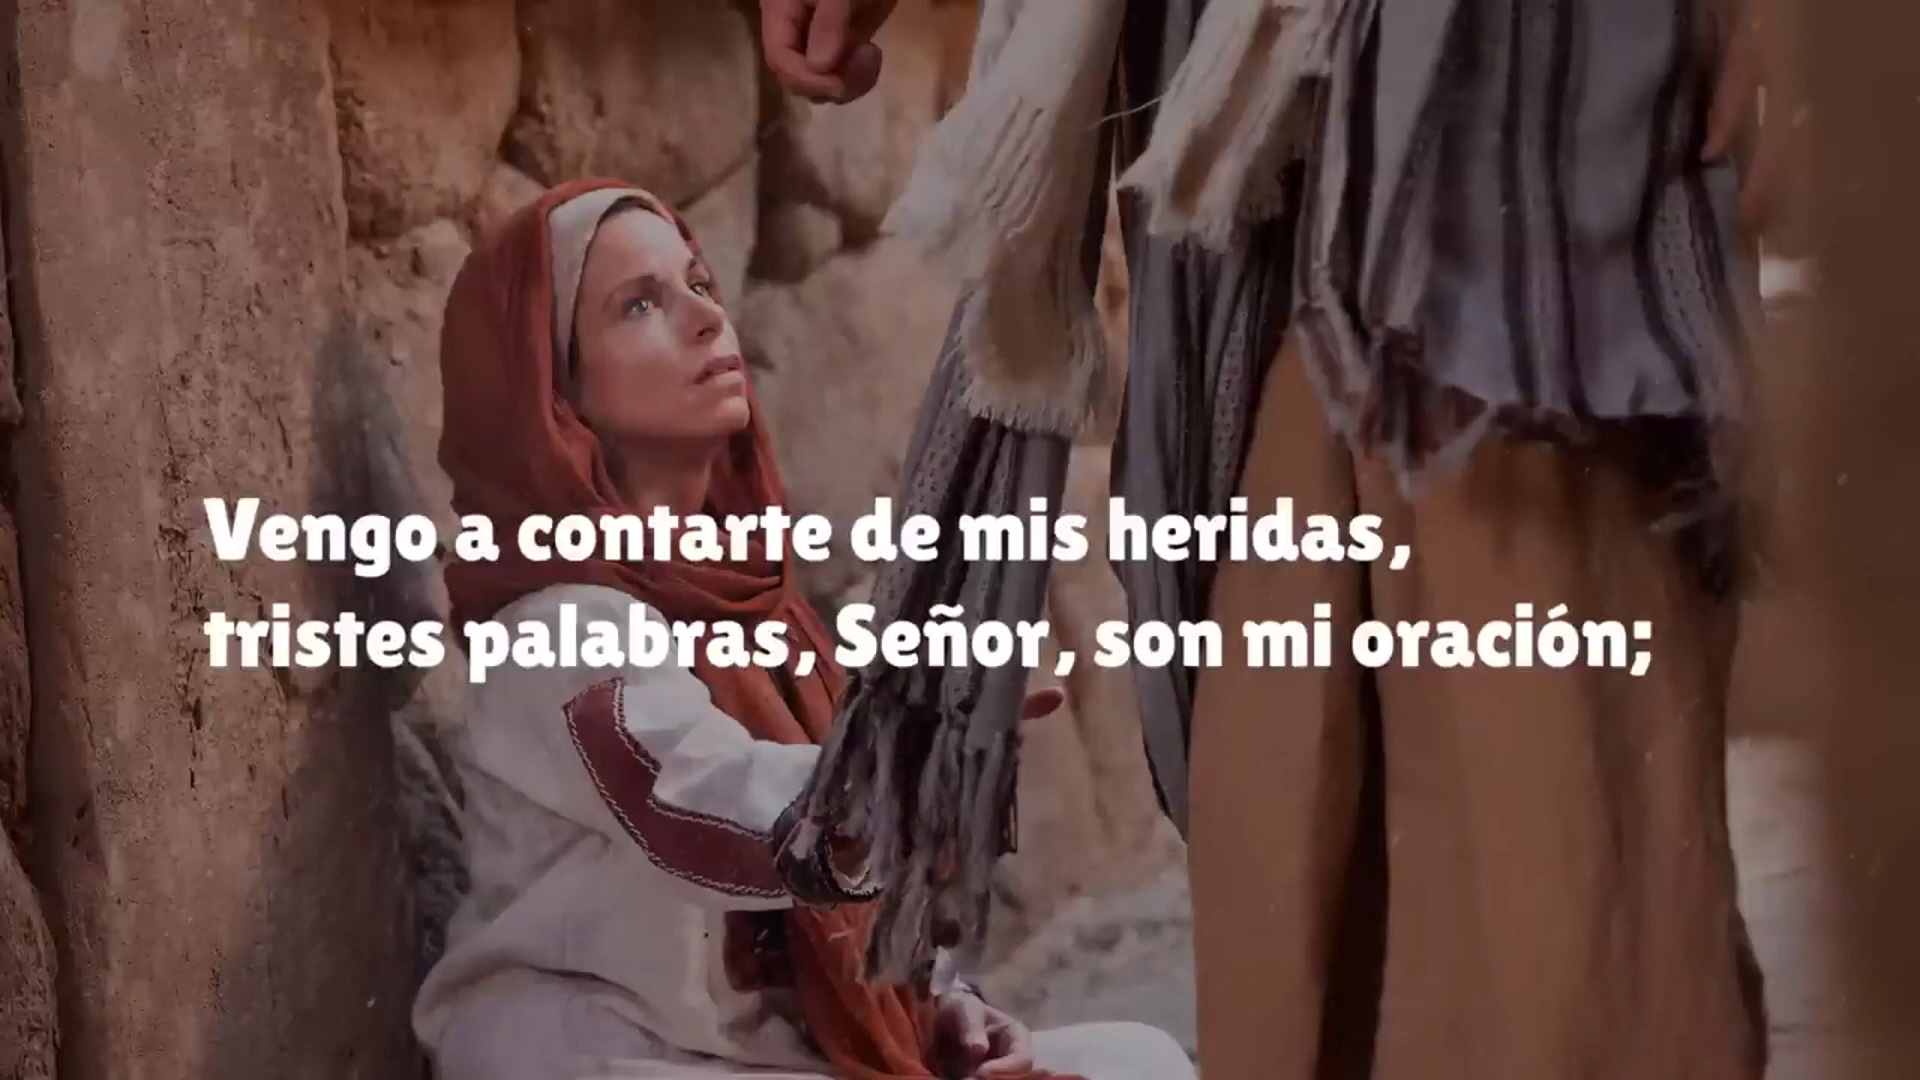 Vengo a contarte de mis heridas,
tristes palabras, Señor, son mi oración;